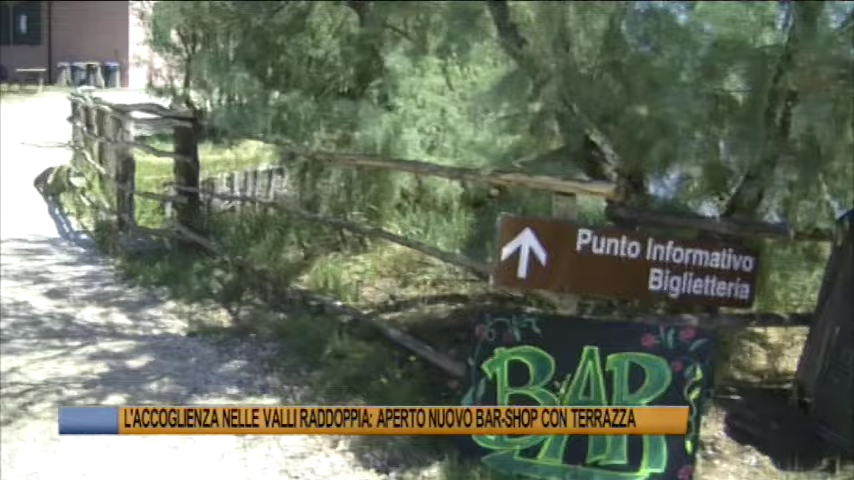 Punto Informativo
Biglietteria
BAR
L'ACCOGLIENZA NELLE VALLI RADDOPPIA: APERTO NUOVO BAR-SHOP CON TERRAZZA